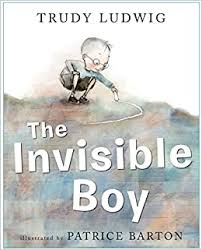 TRUDY LUDWIG
The
Invisible
Boy
illustrated by PATRICE BARTON